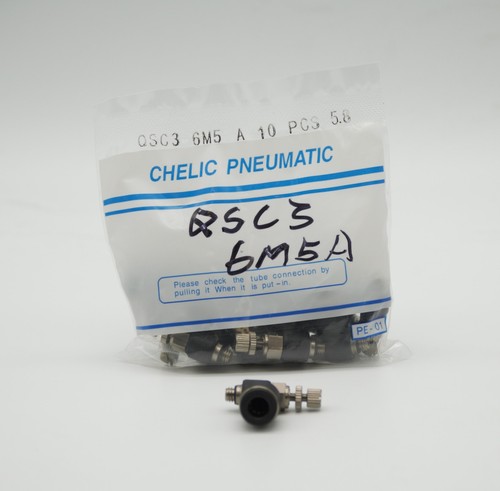 QSC3 6M5 A 10 PCS 5.8
CHELIC PNEUMATIC
QSC3
6M5A
Please check the tube connection by
pulling it When it is put-in.
PE-01